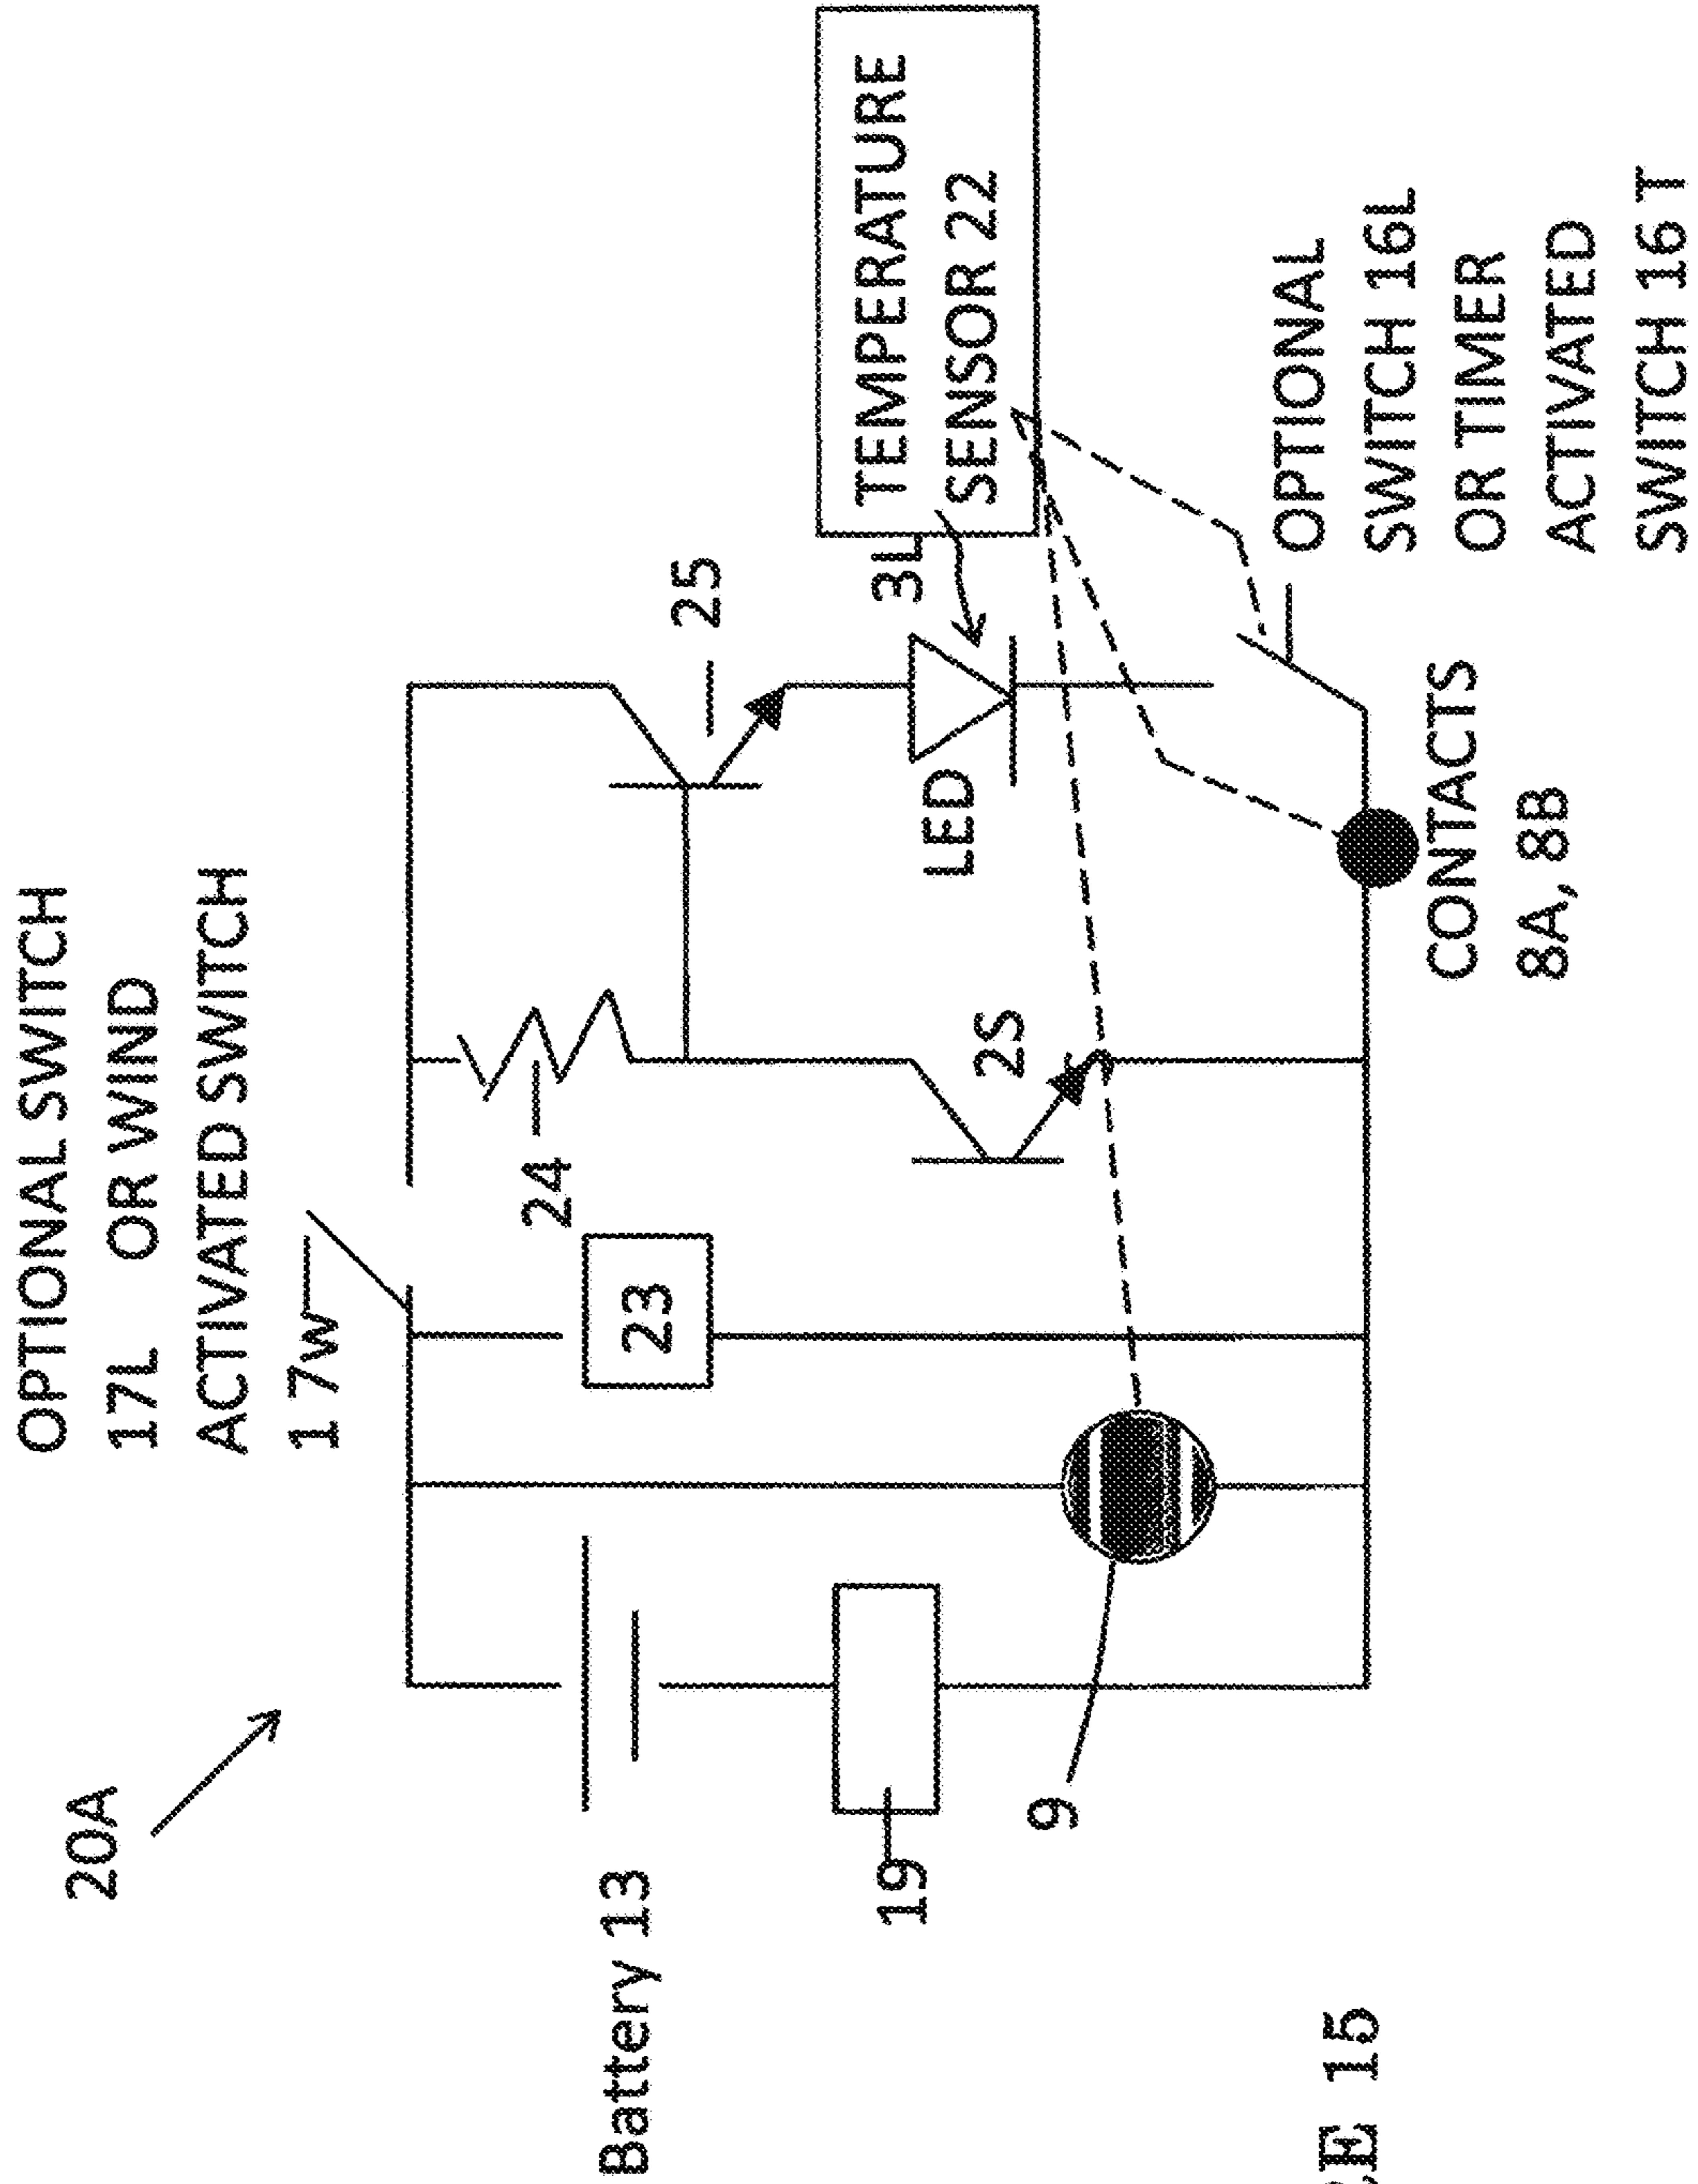 OPTIONAL SWITCH
17L OR WIND
ACTIVATED SWITCH
1 7w
20A
24
25
Battery 13
23
TEMPERATURE
SENSOR 22
3L
19
LED
2S
9
OPTIONAL
SWITCH 16L
OR TIMER
ACTIVATED
SWITCH 16 T
CONTACTS
8A, 8B
E 15